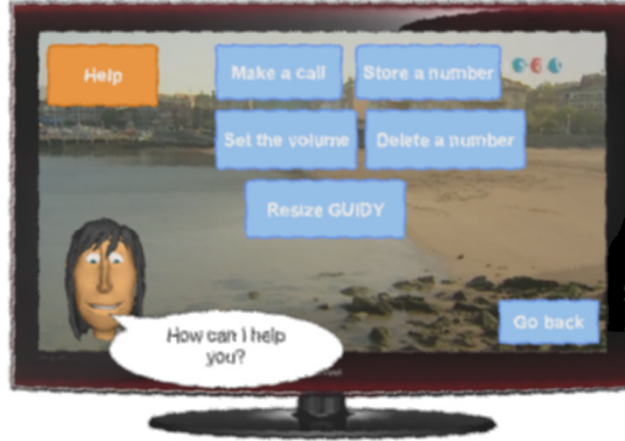 Help
Make a call
Store a number
Set the volume
Delete a number
Resize GUIDY
Go back
How can I help
you?